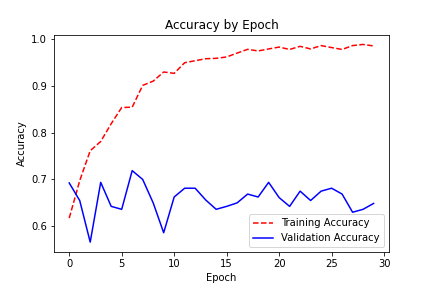 Accuracy by Epoch
1.0
0.9
0.8
0.7
0.6
Accuracy
Training Accuracy
Validation Accuracy
0 5 10 15 20 25 30
Epoch